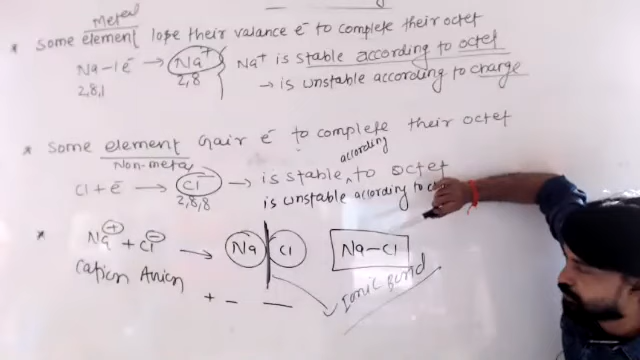 Metal
* Some element lose their valance e⁻ to complete their octet
Na-1e⁻ → Na⁺ Na⁺ is stable according to octet
2,8,1 2,8 → is unstable according to charge
* Some element Gair e⁻ to complete their octet
Non-metal according
Cl+e⁻ → Cl⁻ → is stable, to octet
2,8,8 is unstable according to
* Na⁺ + Cl⁻ → Na Cl Na-Cl
Cation Anion
+ - — Ionic Bond